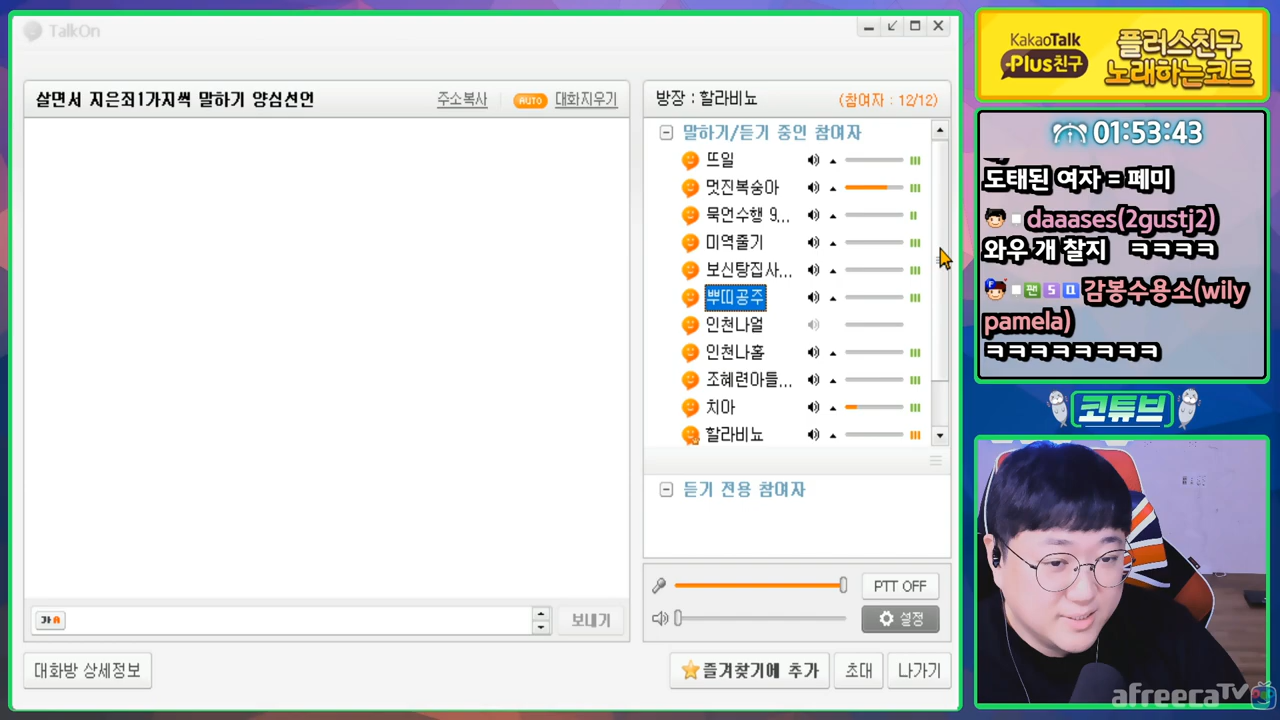 TalkOn
살면서 지은죄1가지씩 말하기 양심선언
주소복사
AUTO 대화지우기
방장 : 할라비뇨
(참여자 : 12/12)
말하기/듣기 중인 참여자
뜨일
멋진복숭아
묵언수행 9...
미역줄기
보신탕집사...
뿌띠공주
인천나얼
인천나홀
조혜련아들...
치아
할라비뇨
듣기 전용 참여자
PTT OFF
설정
가
보내기
대화방 상세정보
즐겨찾기에 추가
초대
나가기
KakaoTalk
Plus친구
플러스친구
노래하는코트
01:53:43
도태된 여자 = 페미
daaases(2gustj2)
와우 개 찰지 ㅋㅋㅋㅋ
팬 S 감봉수용소(wily
pamela)
ㅋㅋㅋㅋㅋㅋㅋㅋ
코튜브
afreecaTV